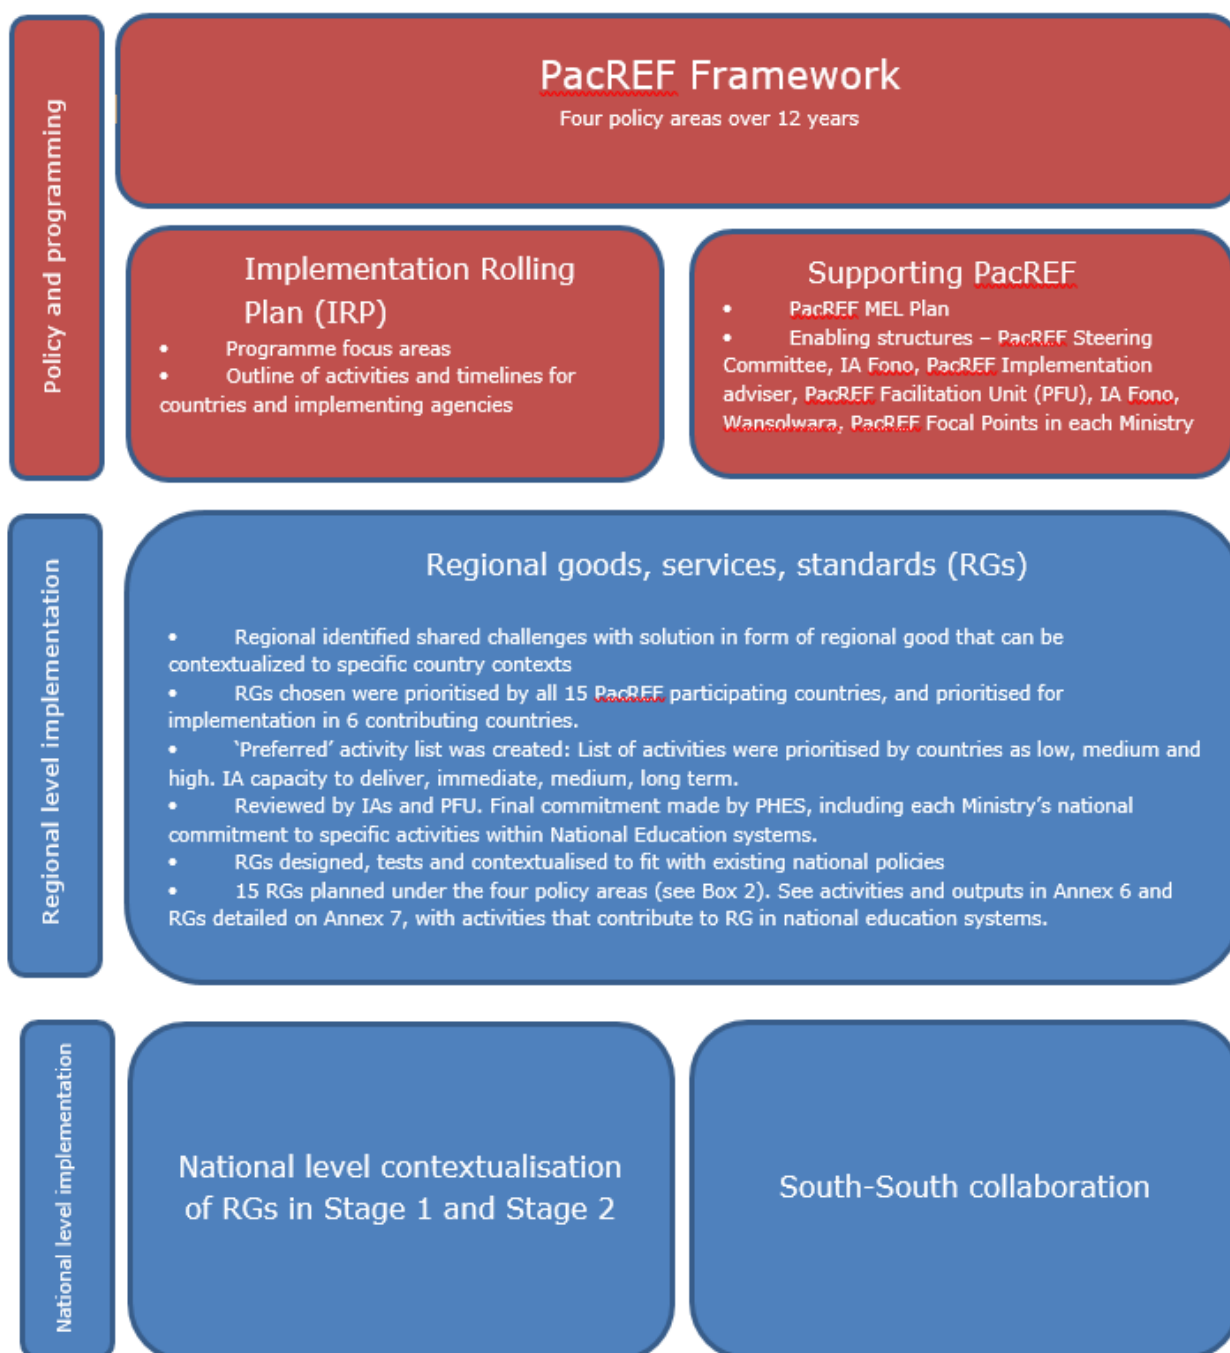 Policy and programming
PacREF Framework
Four policy areas over 12 years
Implementation Rolling
Plan (IRP)
• Programme focus areas
• Outline of activities and timelines for
countries and implementing agencies
Supporting PacREF
• PacREF MEL Plan
• Enabling structures – PacREF Steering
Committee, IA Fono, PacREF Implementation
adviser, PacREF Facilitation Unit (PFU), IA Fono,
Wansolwara, PacREF Focal Points in each Ministry
Regional level implementation
Regional goods, services, standards (RGs)
• Regional identified shared challenges with solution in form of regional good that can be
contextualized to specific country contexts
• RGs chosen were prioritised by all 15 PacREF participating countries, and prioritised for
implementation in 6 contributing countries.
• ‘Preferred’ activity list was created: List of activities were prioritised by countries as low, medium and
high. IA capacity to deliver, immediate, medium, long term.
• Reviewed by IAs and PFU. Final commitment made by PHES, including each Ministry’s national
commitment to specific activities within National Education systems.
• RGs designed, tests and contextualised to fit with existing national policies
• 15 RGs planned under the four policy areas (see Box 2). See activities and outputs in Annex 6 and
RGs detailed on Annex 7, with activities that contribute to RG in national education systems.
National level implementation
National level contextualisation
of RGs in Stage 1 and Stage 2
South-South collaboration